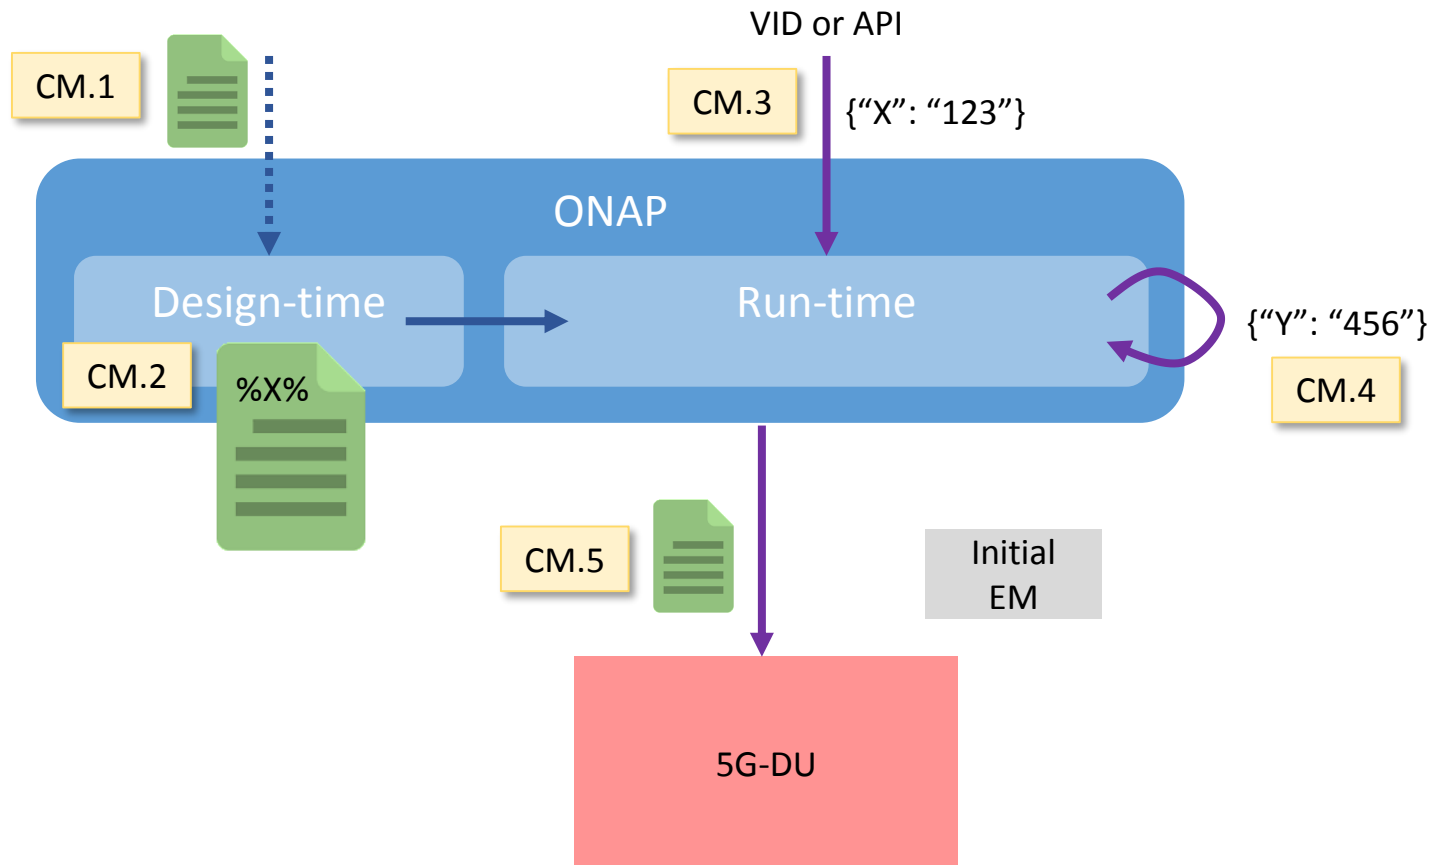 VID or API
CM.1
CM.3
{“X”: “123”}
ONAP
Design-time
Run-time
{“Y”: “456”}
CM.2
%X%
CM.4
CM.5
Initial
EM
5G-DU